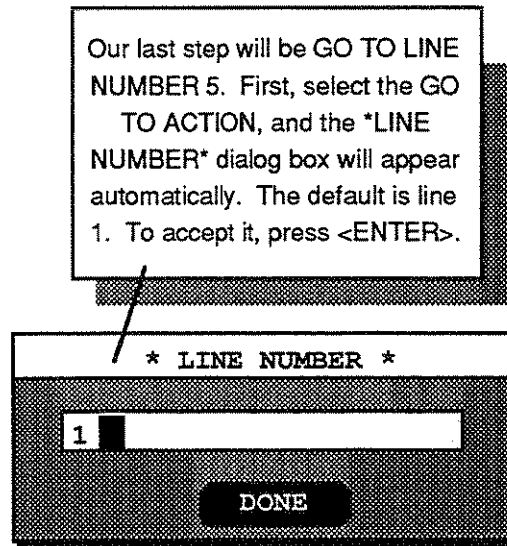 Our last step will be GO TO LINE
NUMBER 5. First, select the GO
TO ACTION, and the *LINE
NUMBER* dialog box will appear
automatically. The default is line
1. To accept it, press <ENTER>.
* LINE NUMBER *
1
DONE